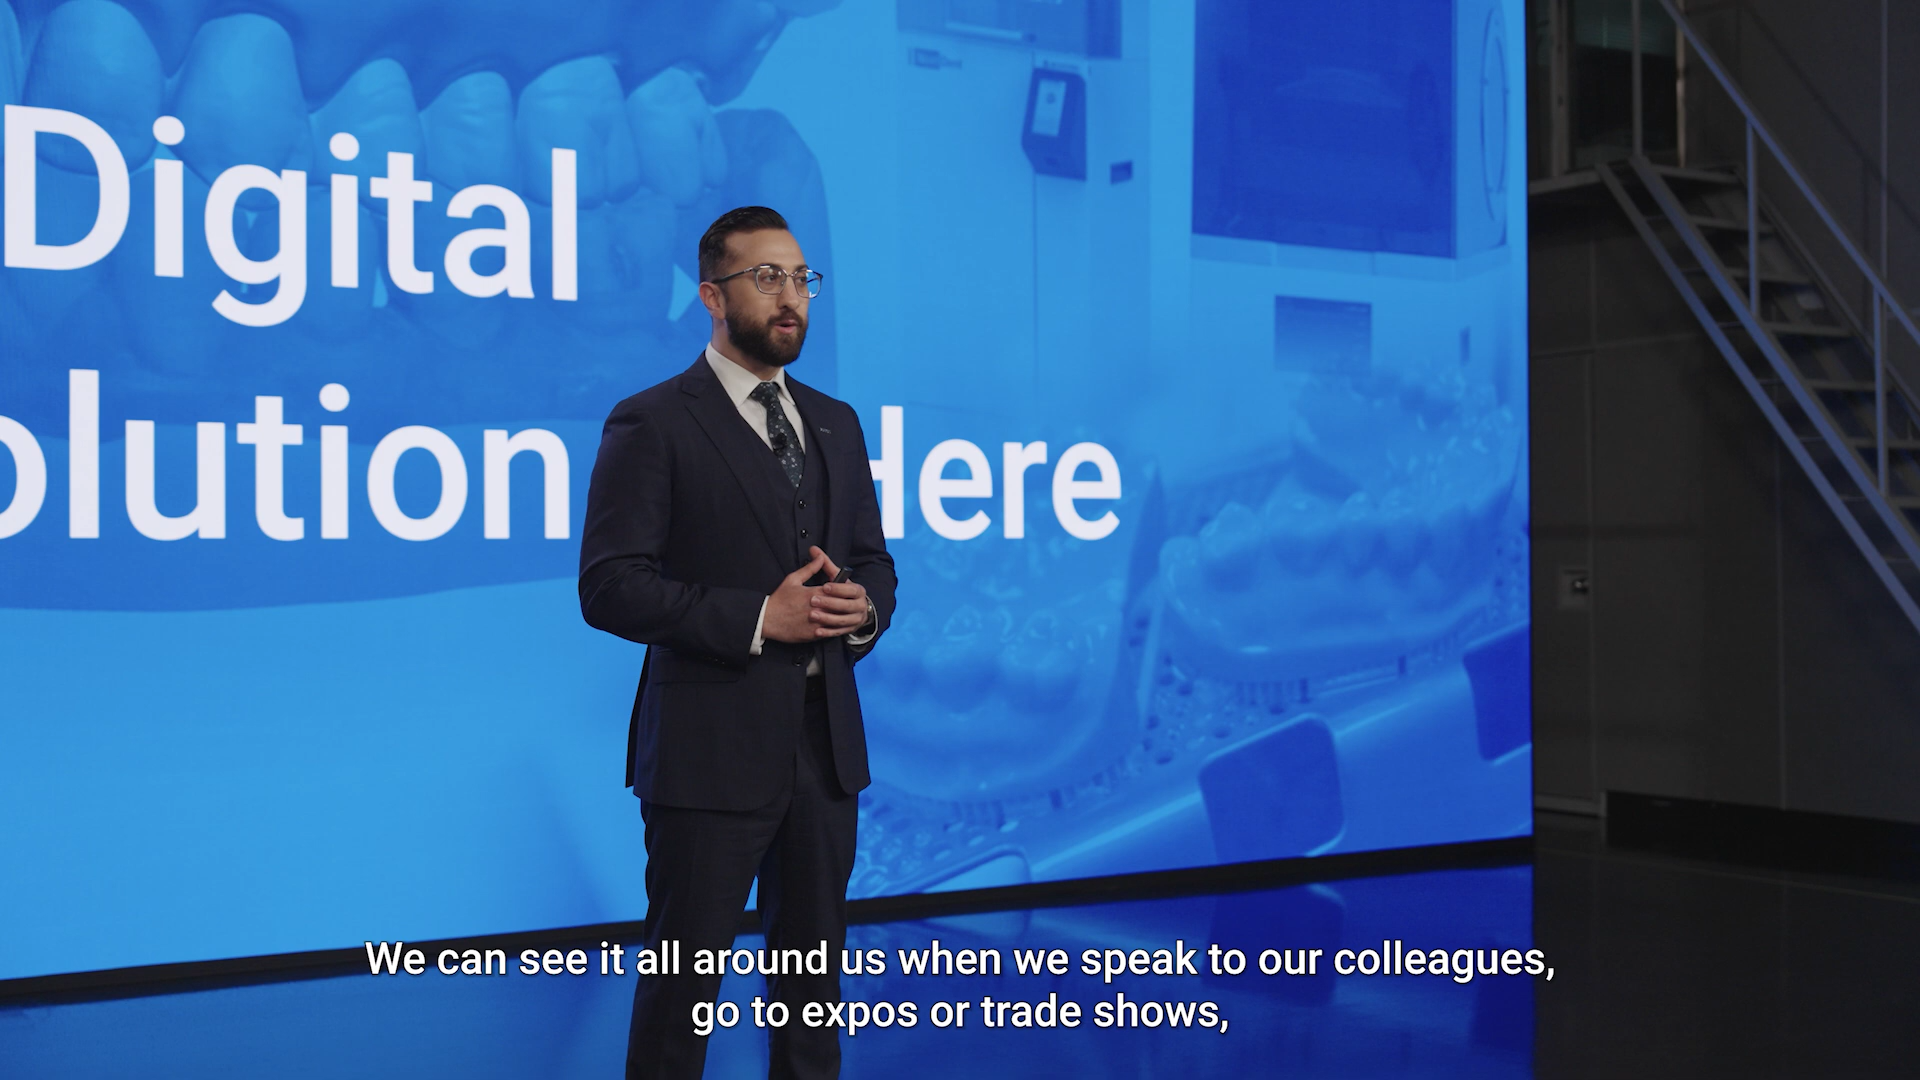 Digital
olution Here
We can see it all around us when we speak to our colleagues,
go to expos or trade shows,